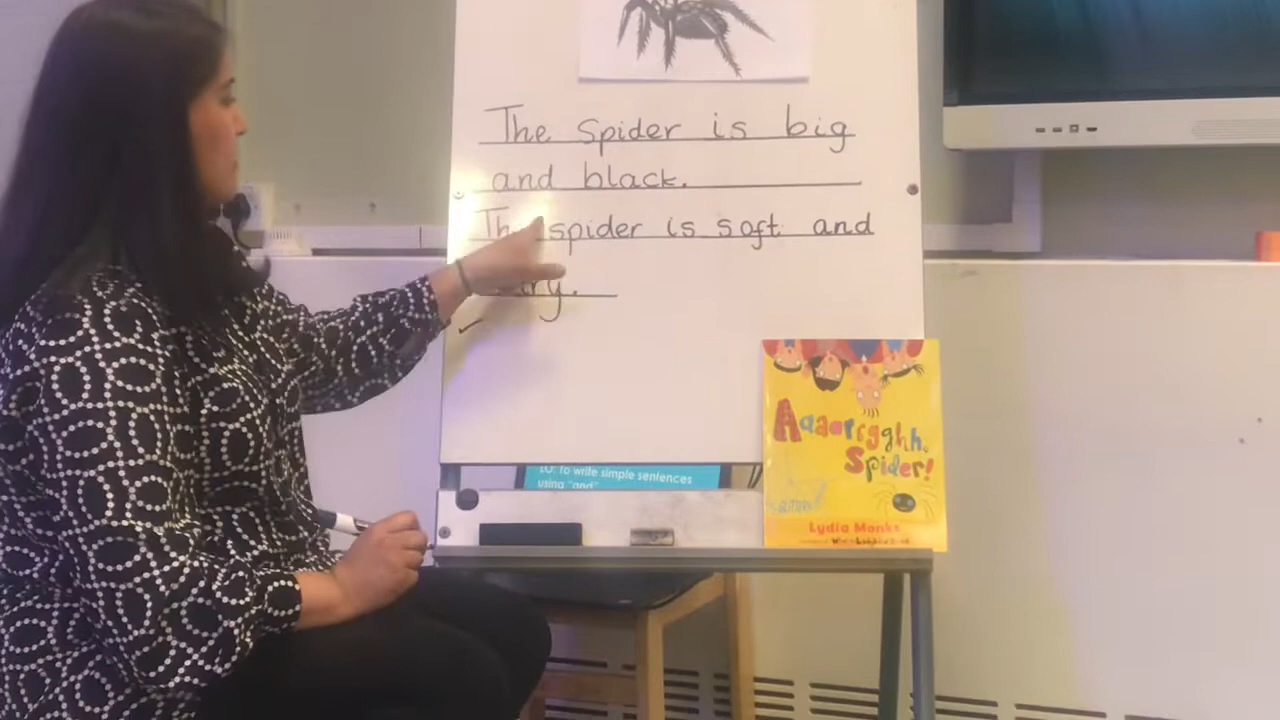 The Spider is big
and black.
The spider is soft and
LO: to write simple sentences
using "and"
Aaaarrgghh,
Spider!
Lydia Monks